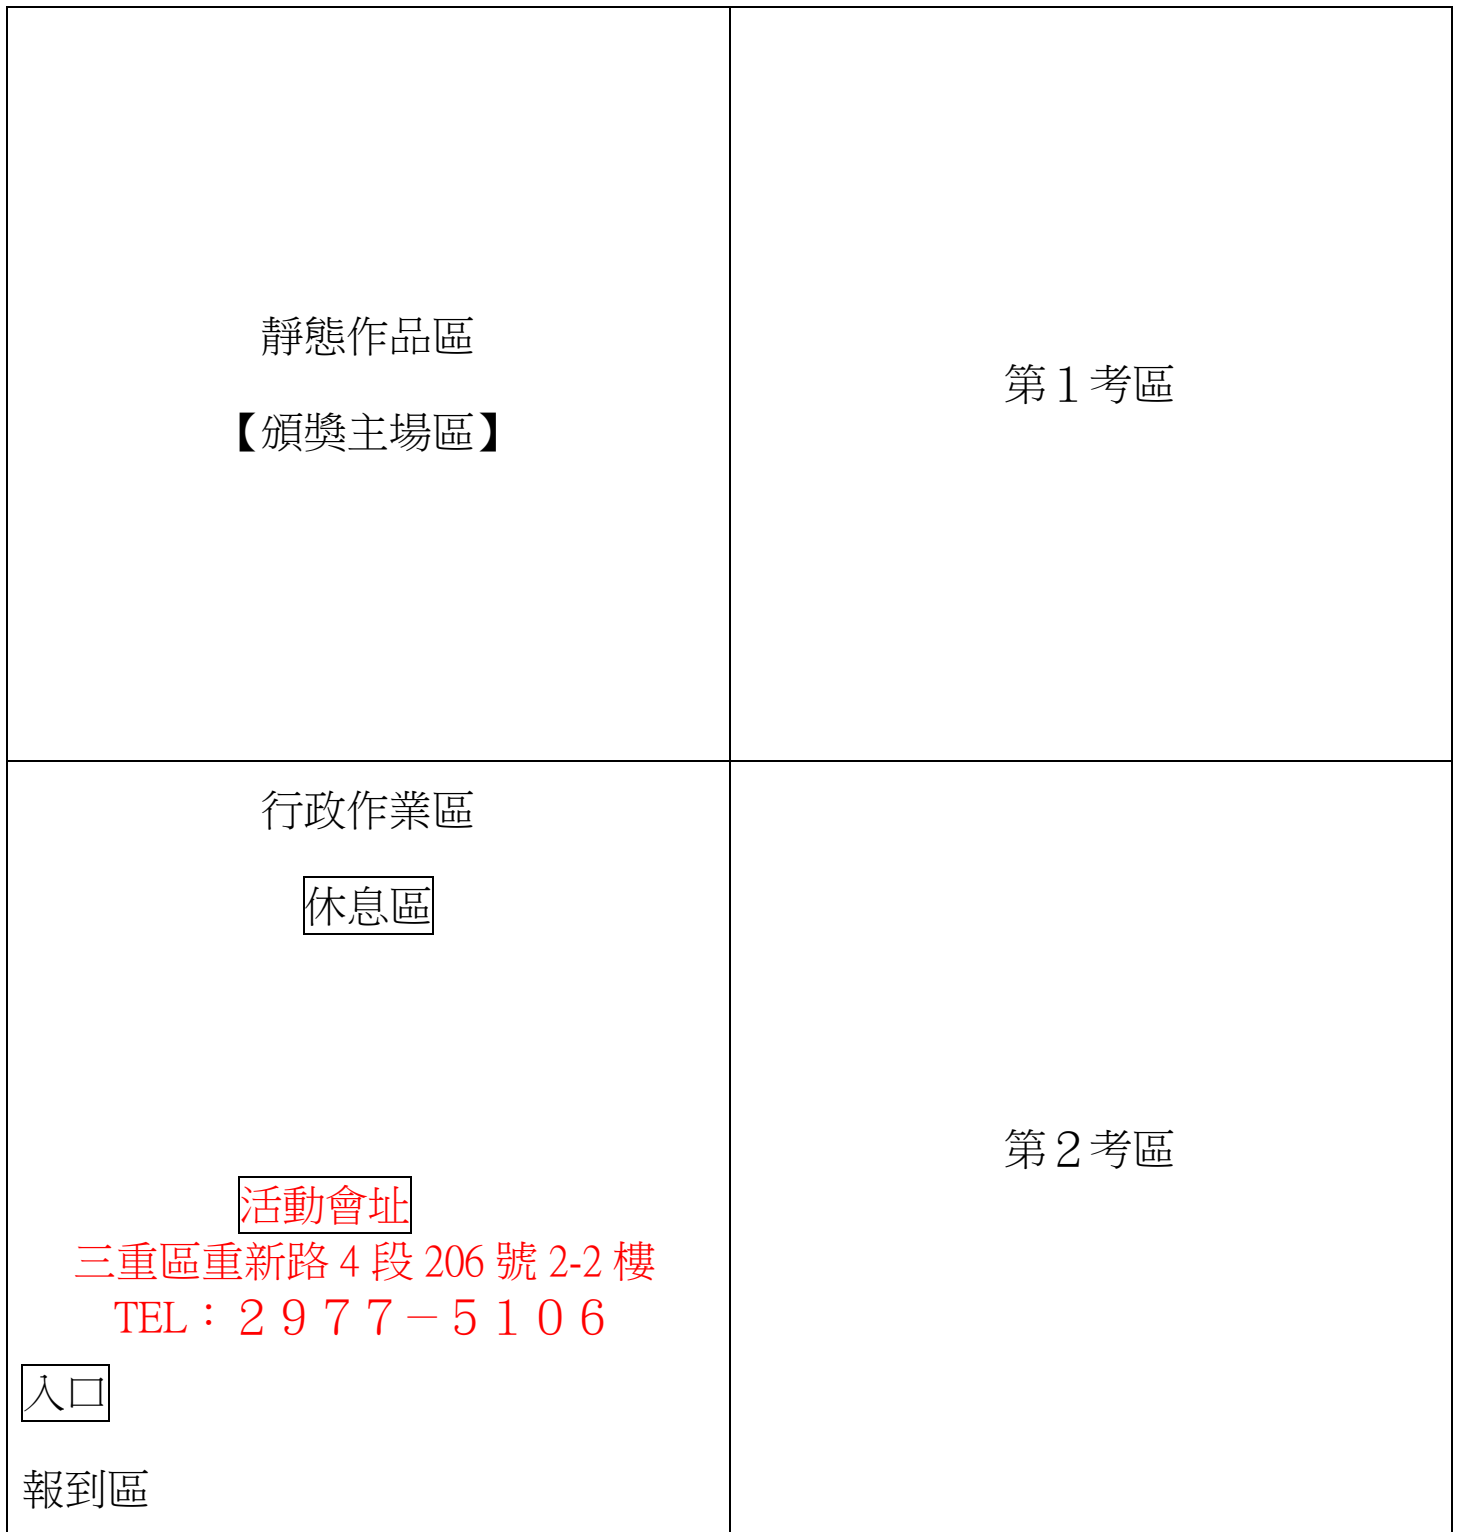 靜態作品區
【頒獎主場區】
第１考區
行政作業區
休息區
活動會址
三重區重新路 4 段 206 號 2-2 樓
TEL：２９７７－５１０６
入口
報到區
第２考區